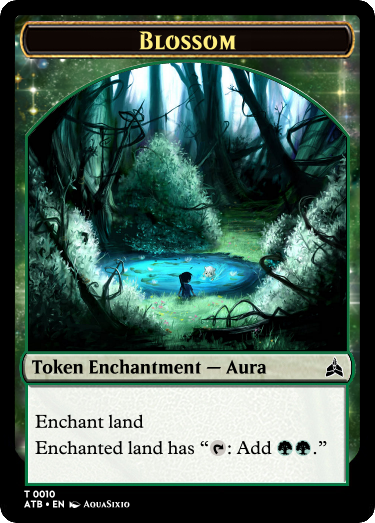 Blossom
Token Enchantment — Aura
Enchant land
Enchanted land has “: Add .”
T 0010
ATB • EN AquaSixio